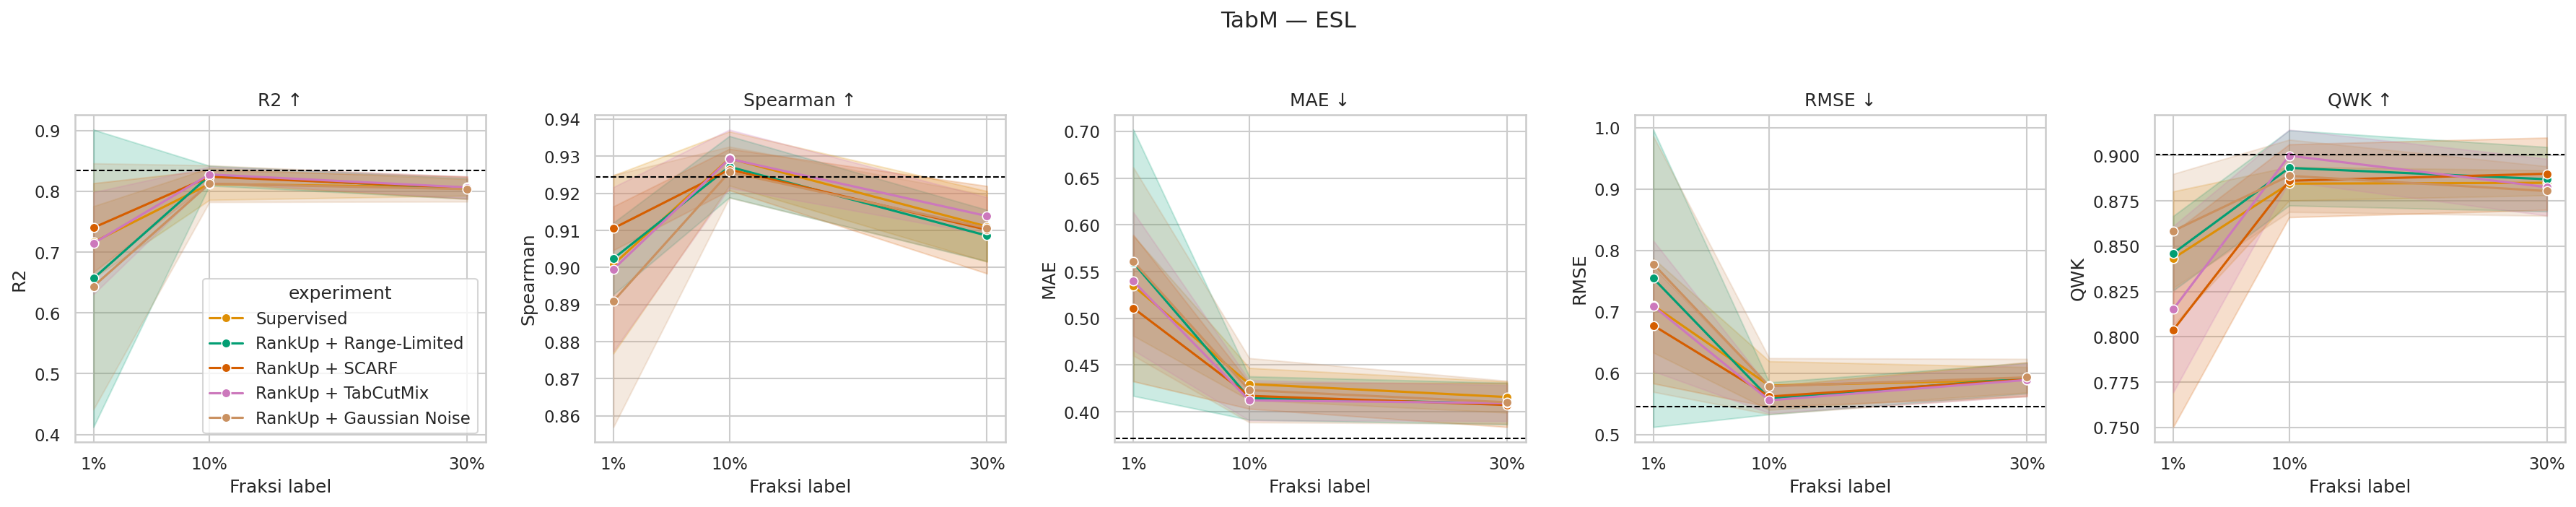 TabM — ESL
R2 ↑
R2
0.9
0.8
0.7
0.6
0.5
0.4
1%
10%
30%
Fraksi label
experiment
Supervised
RankUp + Range-Limited
RankUp + SCARF
RankUp + TabCutMix
RankUp + Gaussian Noise
Spearman ↑
Spearman
0.94
0.93
0.92
0.91
0.90
0.89
0.88
0.87
0.86
1%
10%
30%
Fraksi label
MAE ↓
MAE
0.70
0.65
0.60
0.55
0.50
0.45
0.40
1%
10%
30%
Fraksi label
RMSE ↓
RMSE
1.0
0.9
0.8
0.7
0.6
0.5
1%
10%
30%
Fraksi label
QWK ↑
QWK
0.900
0.875
0.850
0.825
0.800
0.775
0.750
1%
10%
30%
Fraksi label